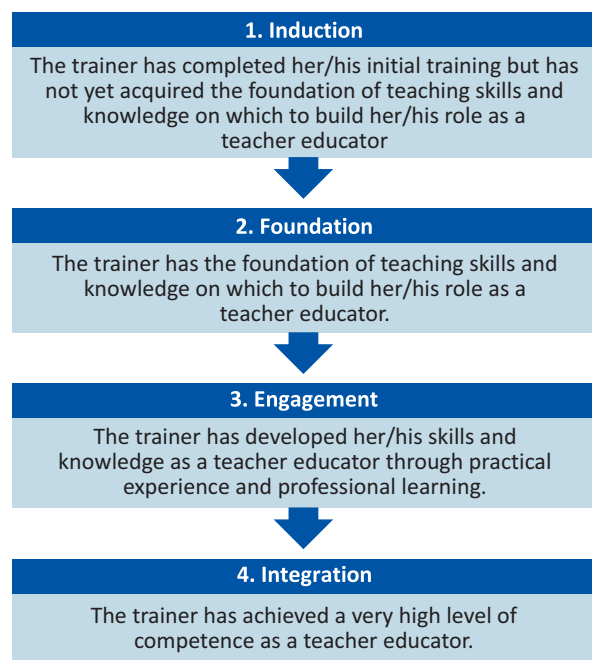 1. Induction
The trainer has completed her/his initial training but has
not yet acquired the foundation of teaching skills and
knowledge on which to build her/his role as a
teacher educator
2. Foundation
The trainer has the foundation of teaching skills and
knowledge on which to build her/his role as a
teacher educator.
3. Engagement
The trainer has developed her/his skills and
knowledge as a teacher educator through practical
experience and professional learning.
4. Integration
The trainer has achieved a very high level of
competence as a teacher educator.